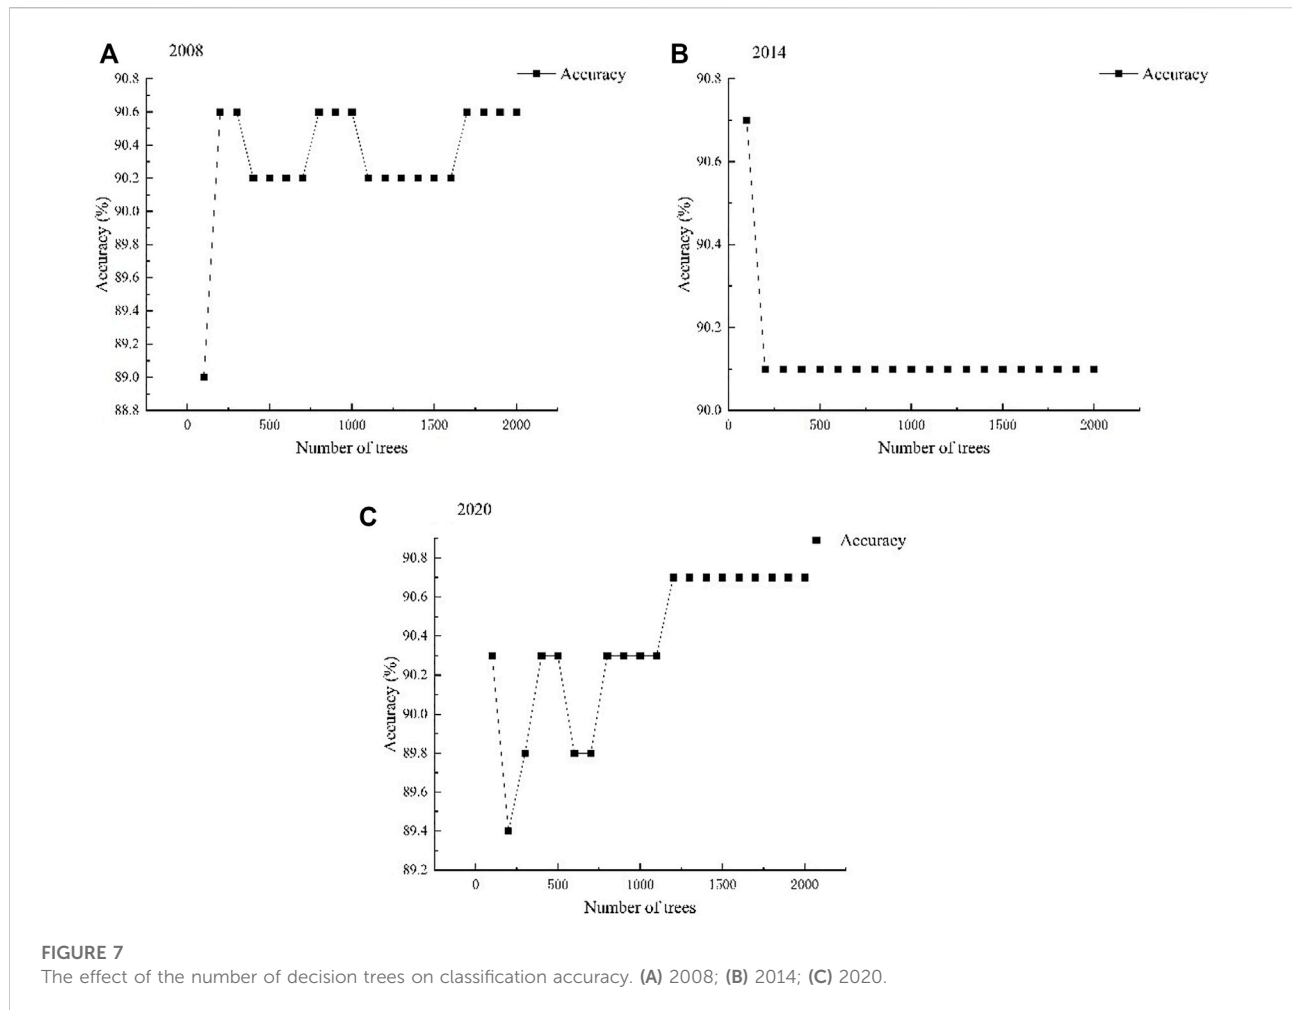 A 2008
Accuracy
90.8
90.6
90.4
90.2
90.0
89.8
89.6
89.4
89.2
89.0
88.8
Accuracy (%)
0 500 1000 1500 2000
Number of trees
B 2014
Accuracy
90.8
90.6
90.4
90.2
90.0
Accuracy (%)
0 500 1000 1500 2000
Number of trees
C 2020
Accuracy
90.8
90.6
90.4
90.2
90.0
89.8
89.6
89.4
89.2
Accuracy (%)
0 500 1000 1500 2000
Number of trees
FIGURE 7
The effect of the number of decision trees on classification accuracy. (A) 2008; (B) 2014; (C) 2020.